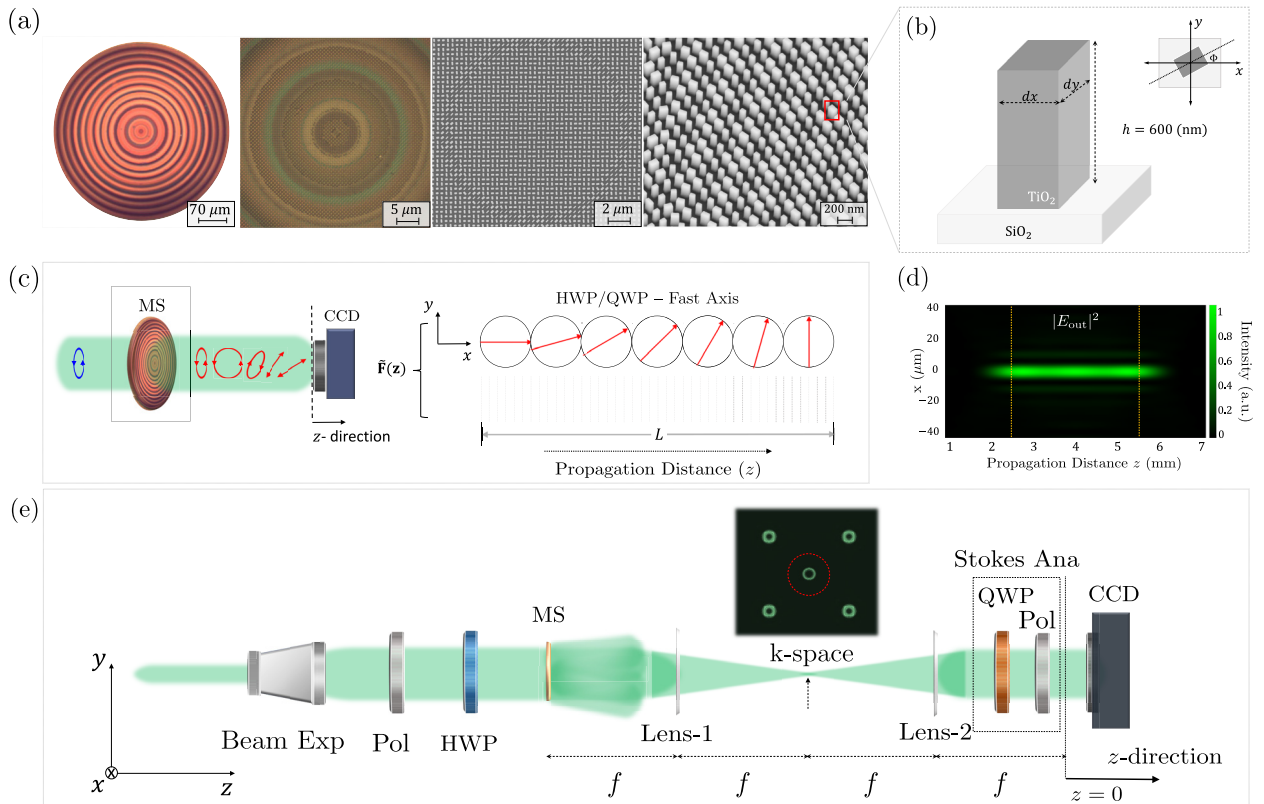 (a)
70 μm
5 μm
2 μm
200 nm
(b)
dx
dy
y
x
Φ
h = 600 (nm)
TiO₂
SiO₂
(c)
MS
CCD
z- direction
y
x
F̃(z)
HWP/QWP – Fast Axis
L
Propagation Distance (z)
(d)
|E_out|²
x (μm)
40
20
0
−20
−40
1 2 3 4 5 6 7
Propagation Distance z (mm)
1
0.8
0.6
0.4
0.2
0
Intensity (a.u.)
(e)
y
x
z
Beam Exp
Pol
HWP
MS
Lens-1
k-space
Lens-2
Stokes Ana
QWP
Pol
CCD
f
f
f
f
z-direction
z = 0